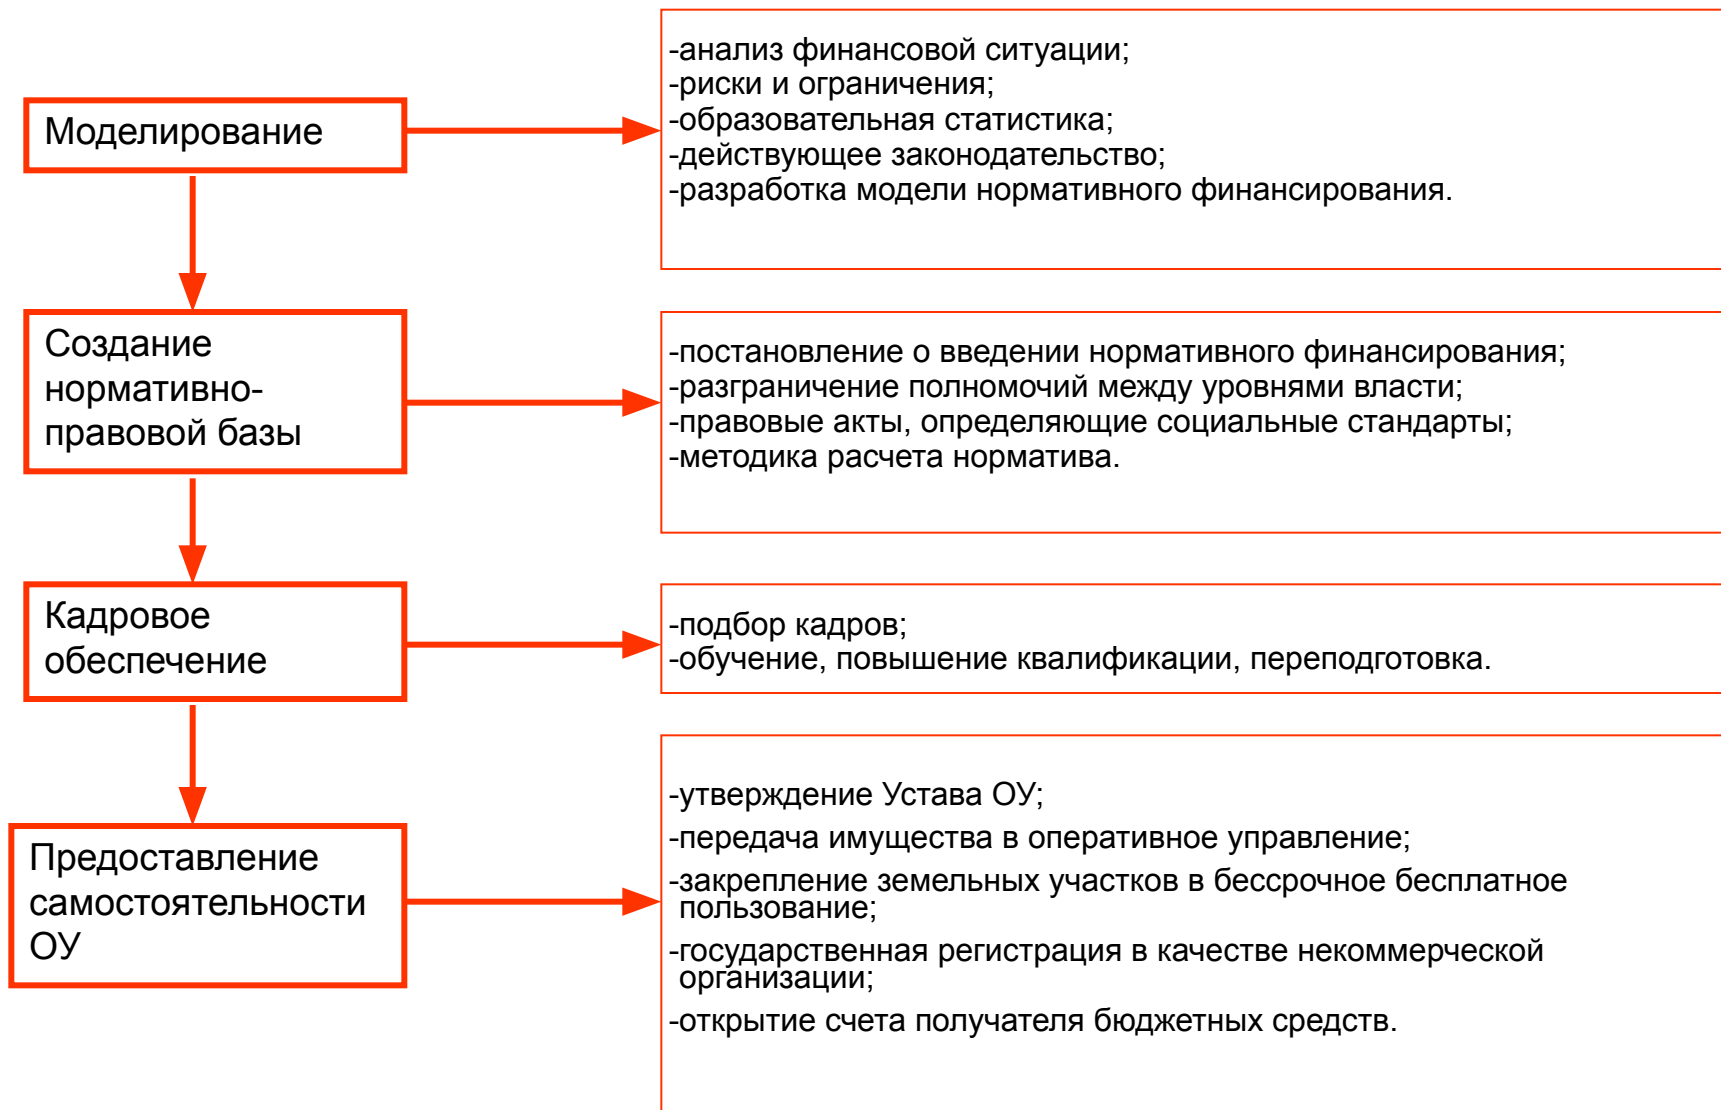 Моделирование
-анализ финансовой ситуации;
-риски и ограничения;
-образовательная статистика;
-действующее законодательство;
-разработка модели нормативного финансирования.
Создание
нормативно-
правовой базы
-постановление о введении нормативного финансирования;
-разграничение полномочий между уровнями власти;
-правовые акты, определяющие социальные стандарты;
-методика расчета норматива.
Кадровое
обеспечение
-подбор кадров;
-обучение, повышение квалификации, переподготовка.
Предоставление
самостоятельности
ОУ
-утверждение Устава ОУ;
-передача имущества в оперативное управление;
-закрепление земельных участков в бессрочное бесплатное
пользование;
-государственная регистрация в качестве некоммерческой
организации;
-открытие счета получателя бюджетных средств.